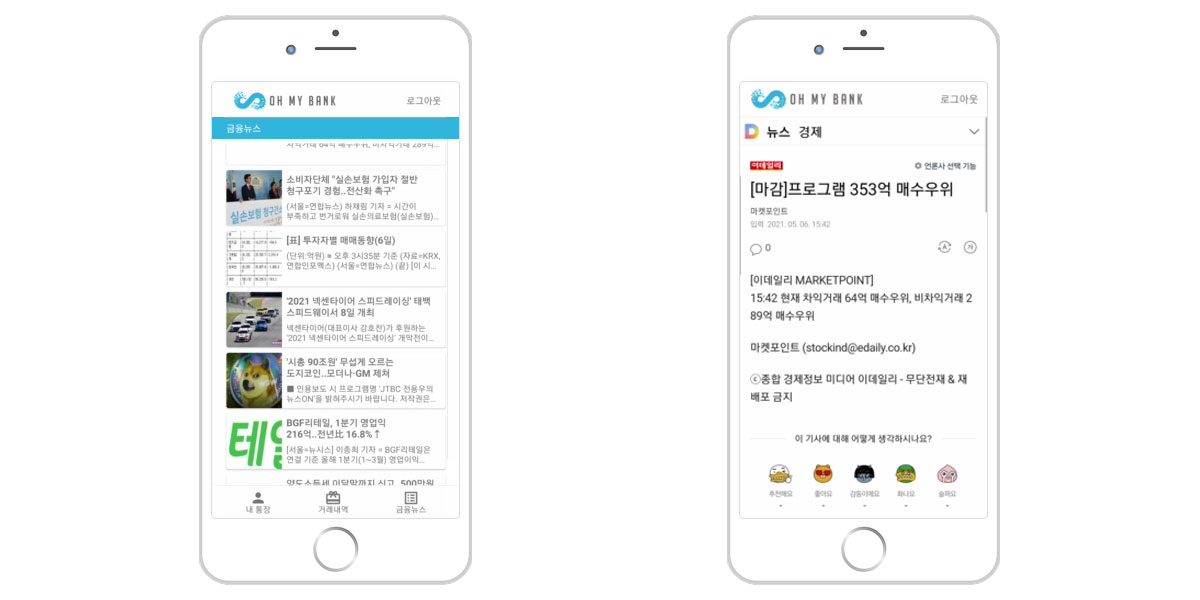 OH MY BANK
로그아웃
금융뉴스
차익거래 64억 매수우위, 비차익거래 289억...
소비자단체 "실손보험 가입자 절반
청구포기 경험..전산화 촉구"
(서울=연합뉴스) 하채림 기자 = 시간이
부족하고 번거로워 실손의료보험(실손보험)...
[표] 투자자별 매매동향(6일)
(단위:억원) ※ 오후 3시35분 기준 (자료=KRX,
연합인포맥스) (서울=연합뉴스) (끝) [이 시...
'2021 넥센타이어 스피드레이싱' 태백
스피드웨이서 8일 개최
넥센타이어(대표이사 강호찬)가 후원하는
'2021 넥센타이어 스피드레이싱' 개막전이...
'시총 90조원' 무섭게 오르는
도지코인..모더나·GM 제쳐
■ 인용보도 시 프로그램명 'JTBC 전용우의
뉴스ON'을 밝혀주시기 바랍니다. 저작권은...
테일
BGF리테일, 1분기 영업익
216억..전년比 16.8%↑
[서울=뉴시스] 이종희 기자 = BGF리테일은
연결 기준 올해 1분기(1~3월) 영업이익...
양도소득세 이달말까지 신고, 500만원
내 통장
거래내역
금융뉴스
OH MY BANK
로그아웃
뉴스 경제
이데일리
언론사 선택 기능
[마감]프로그램 353억 매수우위
마켓포인트
입력 2021. 05. 06. 15:42
0
가
[이데일리 MARKETPOINT]
15:42 현재 차익거래 64억 매수우위, 비차익거래 2
89억 매수우위
마켓포인트 (stockind@edaily.co.kr)
ⓒ종합 경제정보 미디어 이데일리 - 무단전재 & 재
배포 금지
이 기사에 대해 어떻게 생각하시나요?
추천해요
좋아요
감동이에요
화나요
슬퍼요